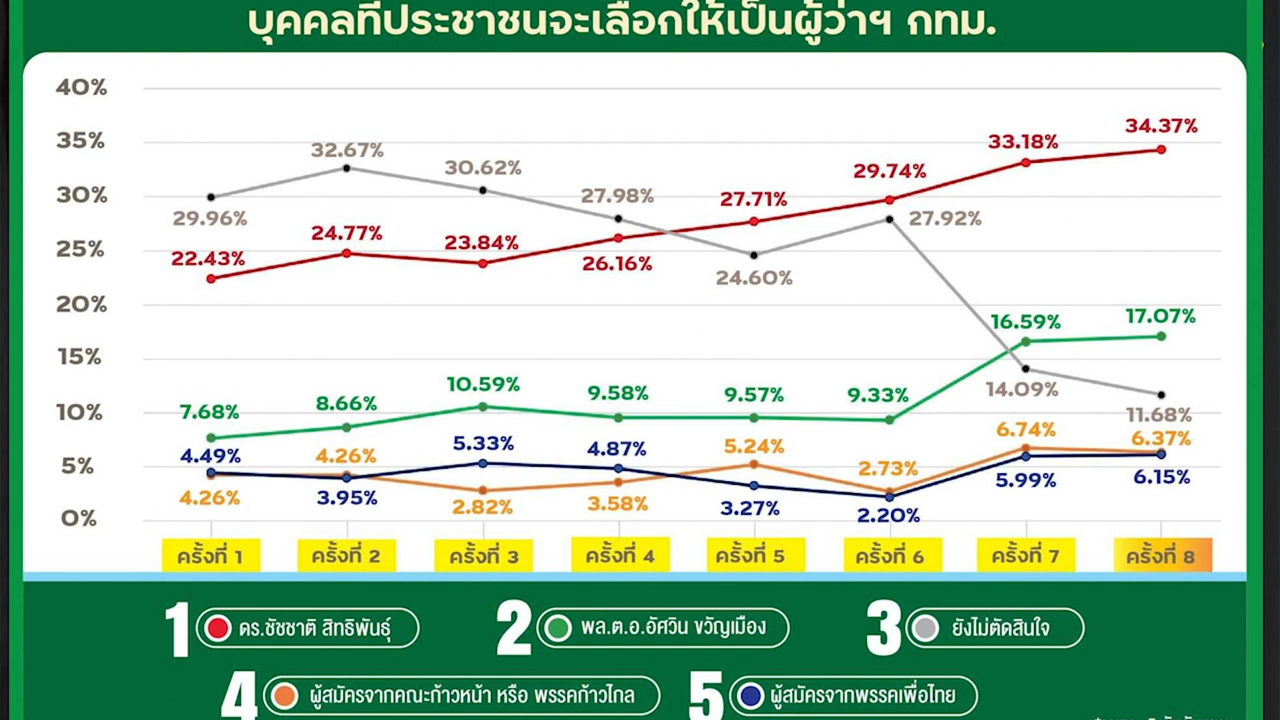 บุคคลที่ประชาชนจะเลือกให้เป็นผู้ว่าฯ กทม.
40%
35%
30%
25%
20%
15%
10%
5%
0%
29.96% 32.67% 30.62% 27.98% 24.60% 27.92% 14.09% 11.68%
22.43% 24.77% 23.84% 26.16% 27.71% 29.74% 33.18% 34.37%
7.68% 8.66% 10.59% 9.58% 9.57% 9.33% 16.59% 17.07%
4.49% 3.95% 5.33% 4.87% 3.27% 2.20% 5.99% 6.15%
4.26% 4.26% 2.82% 3.58% 5.24% 2.73% 6.74% 6.37%
ครั้งที่ 1 ครั้งที่ 2 ครั้งที่ 3 ครั้งที่ 4 ครั้งที่ 5 ครั้งที่ 6 ครั้งที่ 7 ครั้งที่ 8
1 ดร.ชัชชาติ สิทธิพันธุ์ 2 พล.ต.อ.อัศวิน ขวัญเมือง 3 ยังไม่ตัดสินใจ
4 ผู้สมัครจากคณะก้าวหน้า หรือ พรรคก้าวไกล 5 ผู้สมัครจากพรรคเพื่อไทย